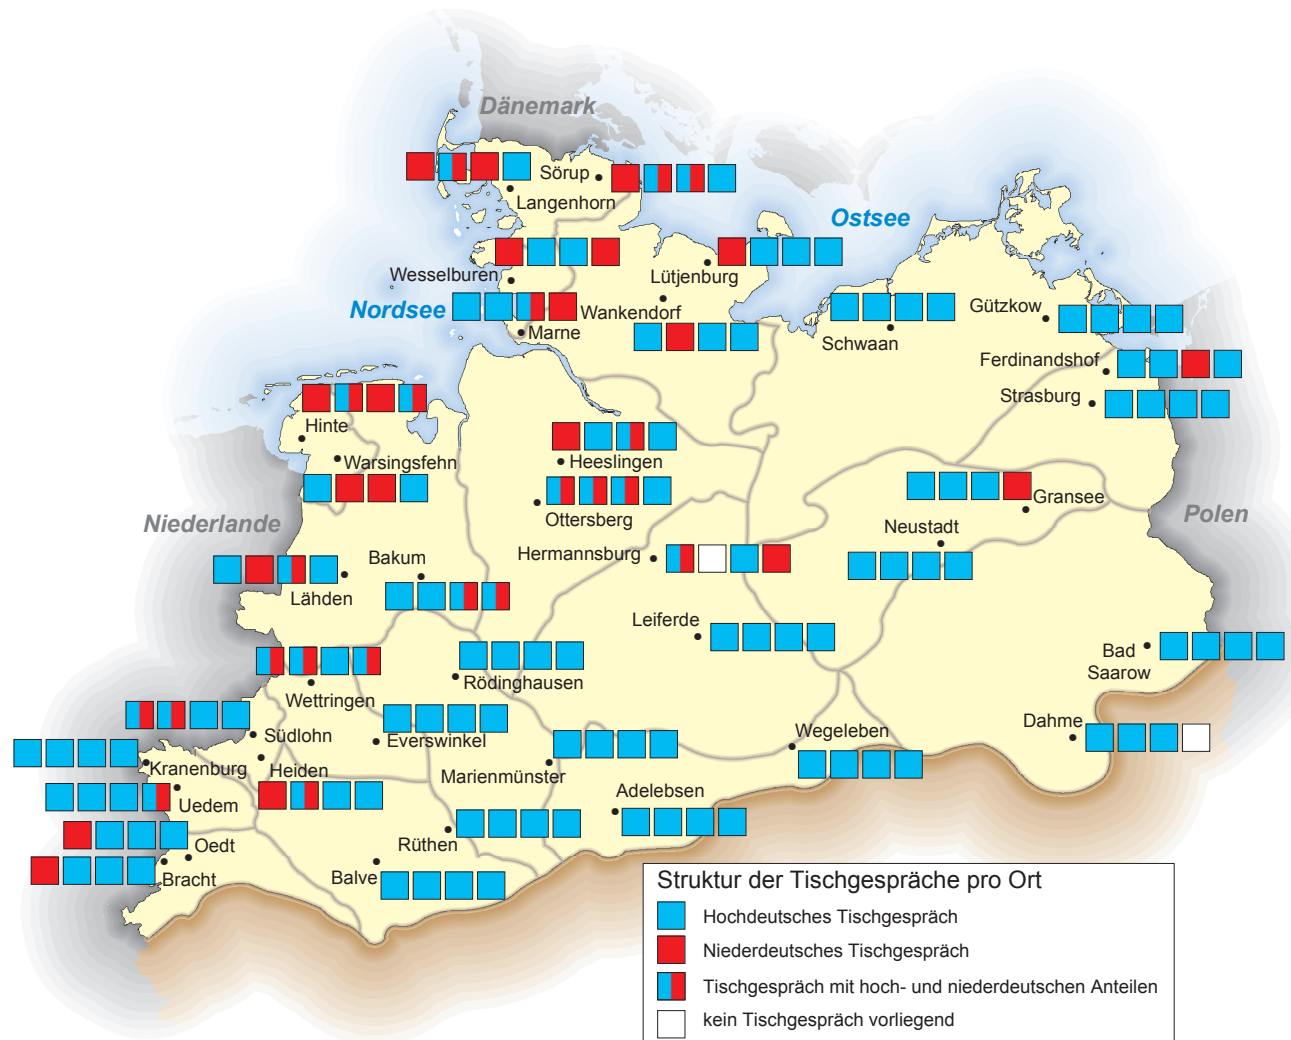 Dänemark
Sörup
Langenhorn
Ostsee
Wesselburen
Lütjenburg
Nordsee
Wankendorf
Marne
Schwaan
Gützkow
Ferdinandshof
Strasburg
Hinte
Warsingsfehn
Heeslingen
Niederlande
Ottersberg
Gransee
Polen
Neustadt
Hermannsburg
Bakum
Lähden
Leiferde
Bad
Saarow
Rödinghausen
Wettringen
Südlohn
Everswinkel
Wegeleben
Dahme
Kranenburg
Heiden
Marienmünster
Uedem
Adelebsen
Oedt
Rüthen
Bracht
Balve
Struktur der Tischgespräche pro Ort
Hochdeutsches Tischgespräch
Niederdeutsches Tischgespräch
Tischgespräch mit hoch- und niederdeutschen Anteilen
kein Tischgespräch vorliegend